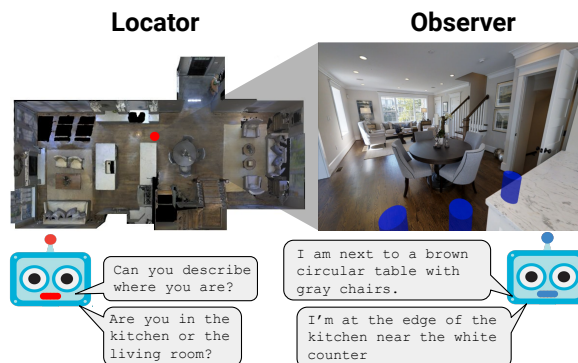 Locator
Observer
Can you describe
where you are?
I am next to a brown
circular table with
gray chairs.
Are you in the
kitchen or the
living room?
I'm at the edge of the
kitchen near the white
counter